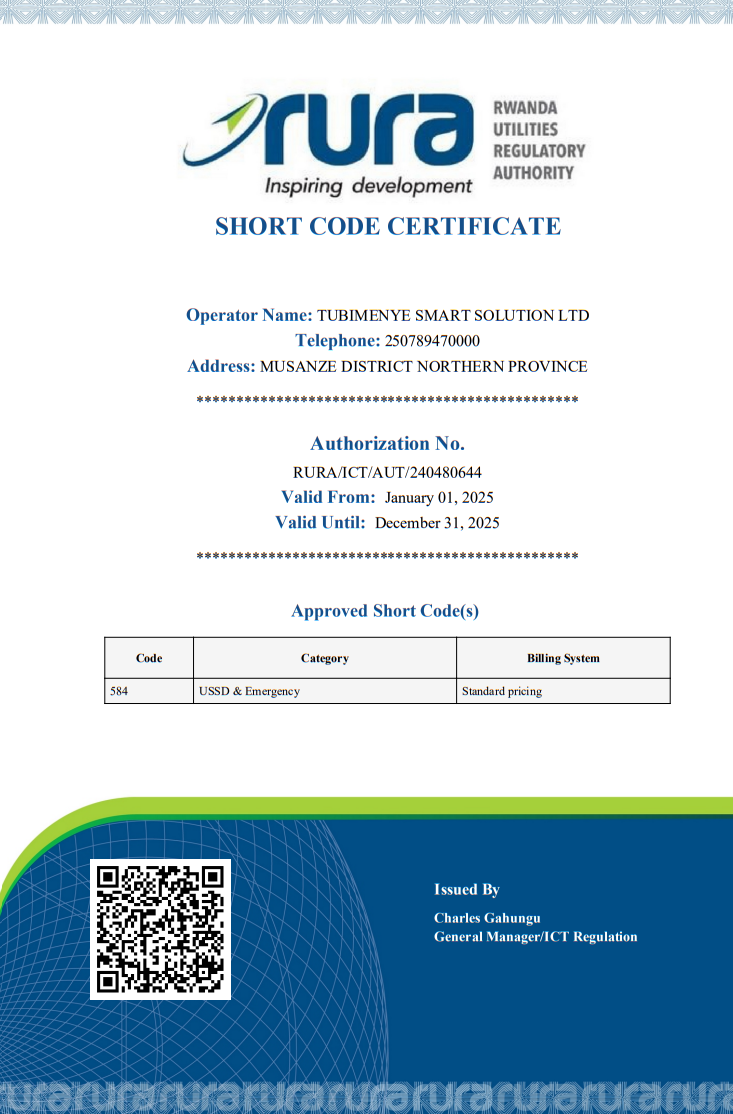 rura
RWANDA
UTILITIES
REGULATORY
AUTHORITY
Inspiring development
SHORT CODE CERTIFICATE
Operator Name: TUBIMENYE SMART SOLUTION LTD
Telephone: 250789470000
Address: MUSANZE DISTRICT NORTHERN PROVINCE
************************************************
Authorization No.
RURA/ICT/AUT/240480644
Valid From: January 01, 2025
Valid Until: December 31, 2025
************************************************
Approved Short Code(s)
Code Category Billing System
584 USSD & Emergency Standard pricing
Issued By
Charles Gahungu
General Manager/ICT Regulation
rurarurarurarurarurarurarurarurarura